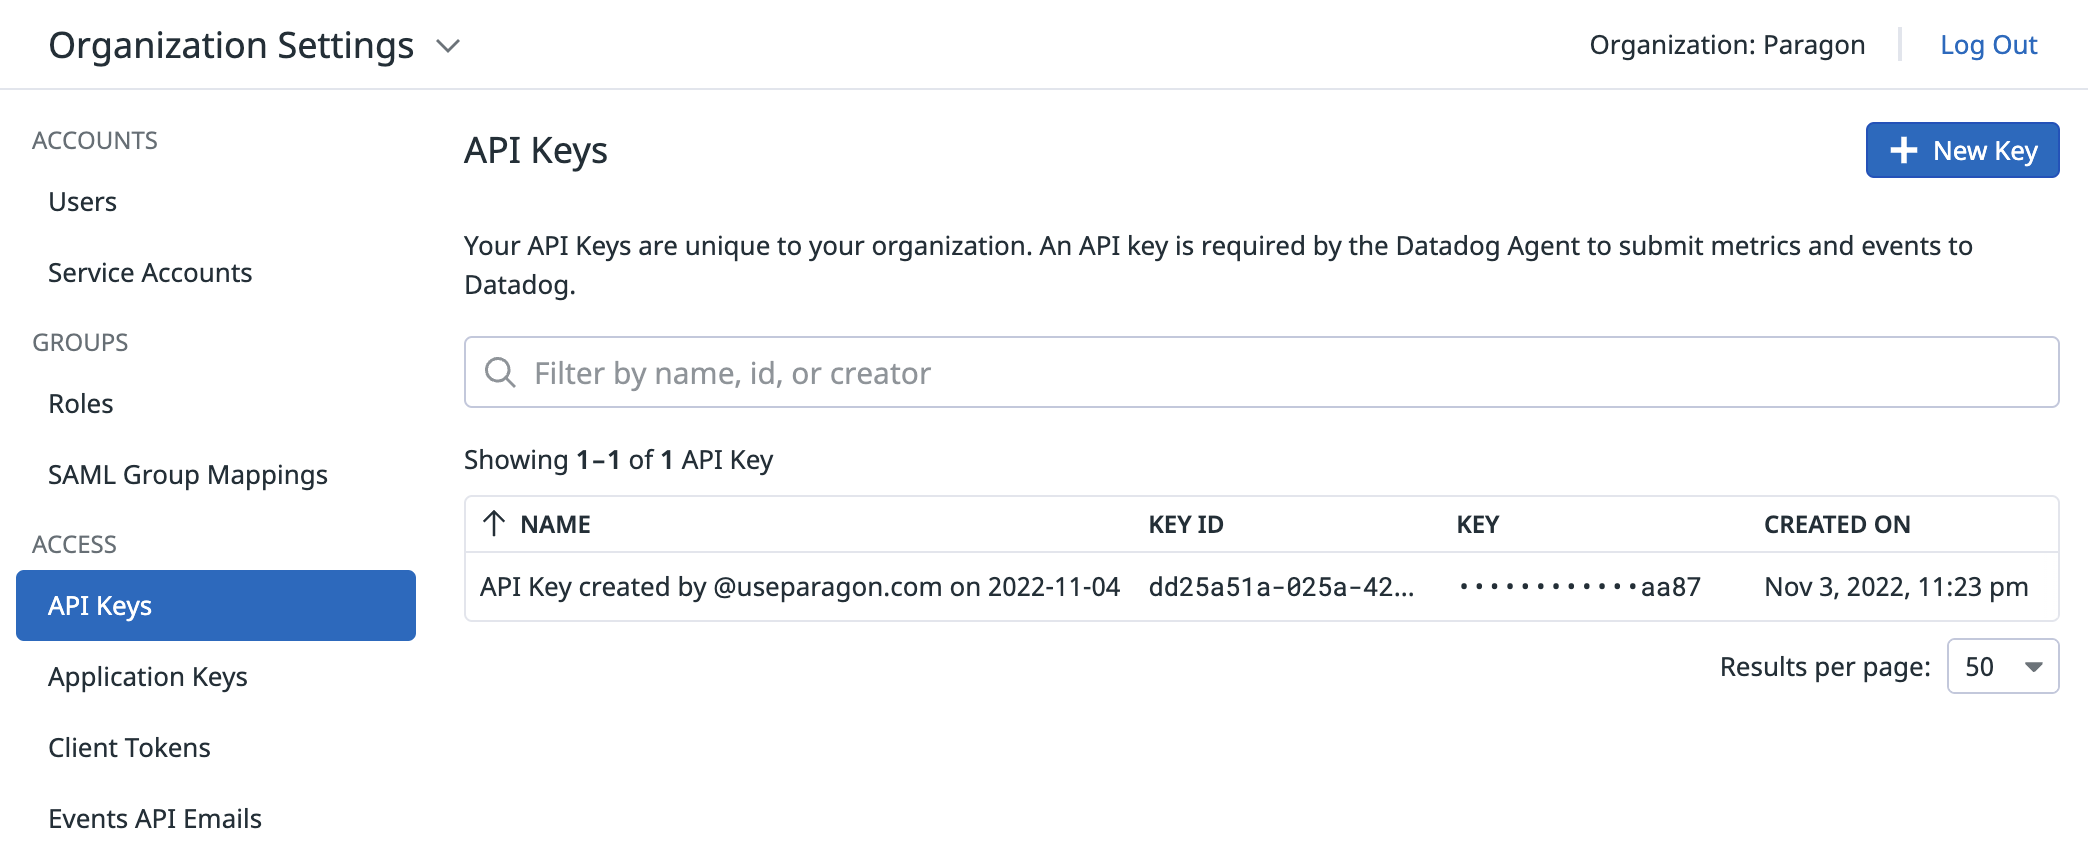 Organization Settings
Organization: Paragon
Log Out
ACCOUNTS
Users
Service Accounts
GROUPS
Roles
SAML Group Mappings
ACCESS
API Keys
Application Keys
Client Tokens
Events API Emails
API Keys
New Key
Your API Keys are unique to your organization. An API key is required by the Datadog Agent to submit metrics and events to
Datadog.
Filter by name, id, or creator
Showing 1–1 of 1 API Key
NAME KEY ID KEY CREATED ON
API Key created by @useparagon.com on 2022-11-04 dd25a51a-025a-42... ············aa87 Nov 3, 2022, 11:23 pm
Results per page: 50